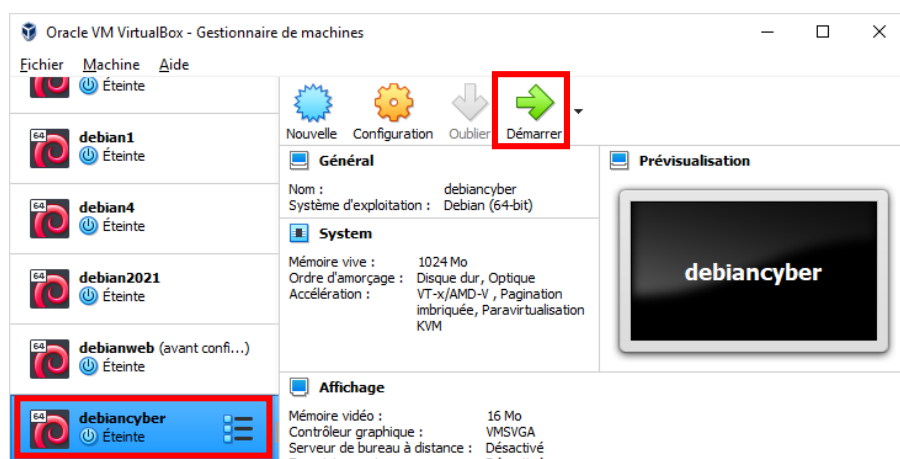 Oracle VM VirtualBox - Gestionnaire de machines
Fichier Machine Aide
Éteinte
64
debian1
Éteinte
64
debian4
Éteinte
64
debian2021
Éteinte
64
debianweb (avant confi...)
Éteinte
64
debiancyber
Éteinte
Nouvelle Configuration Oublier Démarrer
Général
Nom : debiancyber
Système d'exploitation : Debian (64-bit)
System
Mémoire vive : 1024 Mo
Ordre d'amorçage : Disque dur, Optique
Accélération : VT-x/AMD-V , Pagination
imbriquée, Paravirtualisation
KVM
Affichage
Mémoire vidéo : 16 Mo
Contrôleur graphique : VMSVGA
Serveur de bureau à distance : Désactivé
Prévisualisation
debiancyber